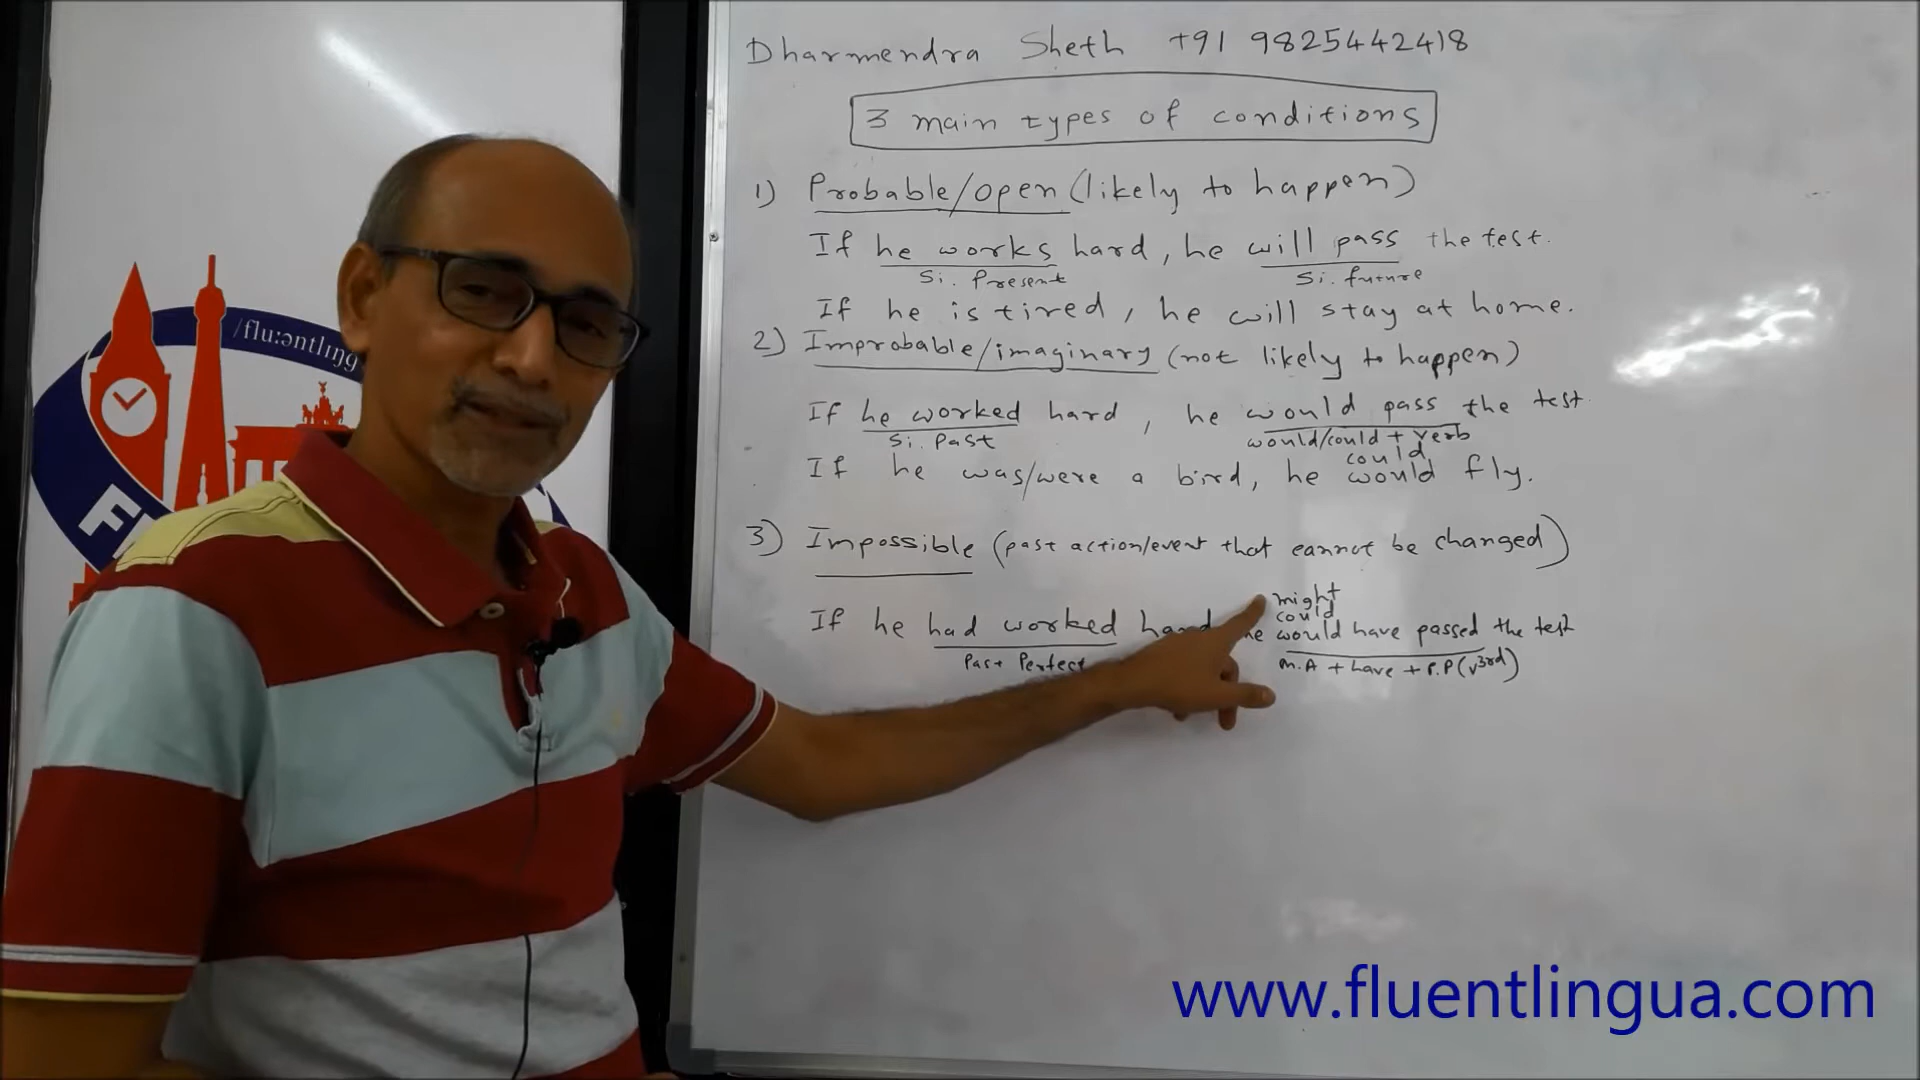 Dharmendra Sheth +91 9825442418
3 main types of conditions
1) Probable/open (likely to happen)
If he works hard, he will pass the test.
Si. Present Si. future
If he is tired, he will stay at home.
2) Improbable/imaginary (not likely to happen)
If he worked hard, he would pass the test.
Si. Past would/could + verb
could
If he was/were a bird, he would fly.
3) Impossible (past action/event that cannot be changed)
might
could
If he had worked he would have passed the test
Past Perfect M.A + have + P.P (v3rd)
/flu:əntlɪŋg
www.fluentlingua.com